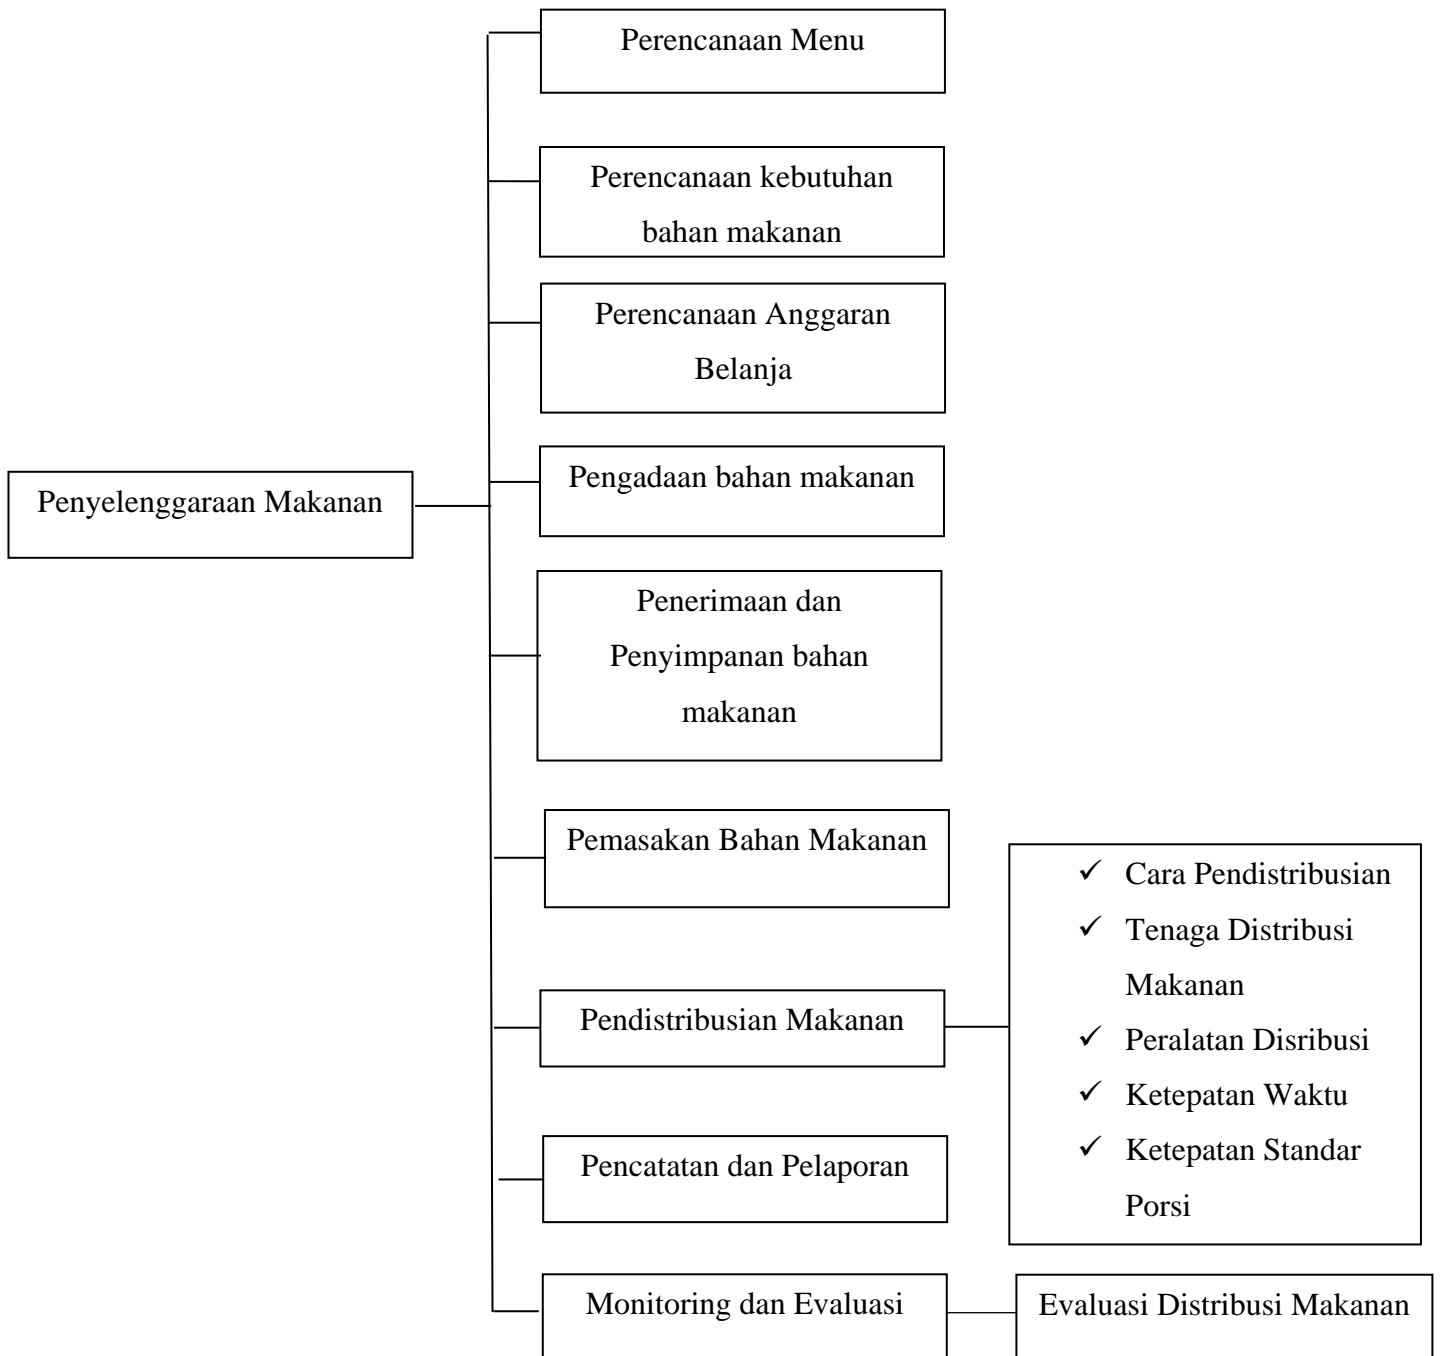 Perencanaan Menu
Perencanaan kebutuhan
bahan makanan
Perencanaan Anggaran
Belanja
Pengadaan bahan makanan
Penyelenggaraan Makanan
Penerimaan dan
Penyimpanan bahan
makanan
Pemasakan Bahan Makanan
Pendistribusian Makanan
✓ Cara Pendistribusian
✓ Tenaga Distribusi
Makanan
✓ Peralatan Disribusi
✓ Ketepatan Waktu
✓ Ketepatan Standar
Porsi
Pencatatan dan Pelaporan
Monitoring dan Evaluasi
Evaluasi Distribusi Makanan